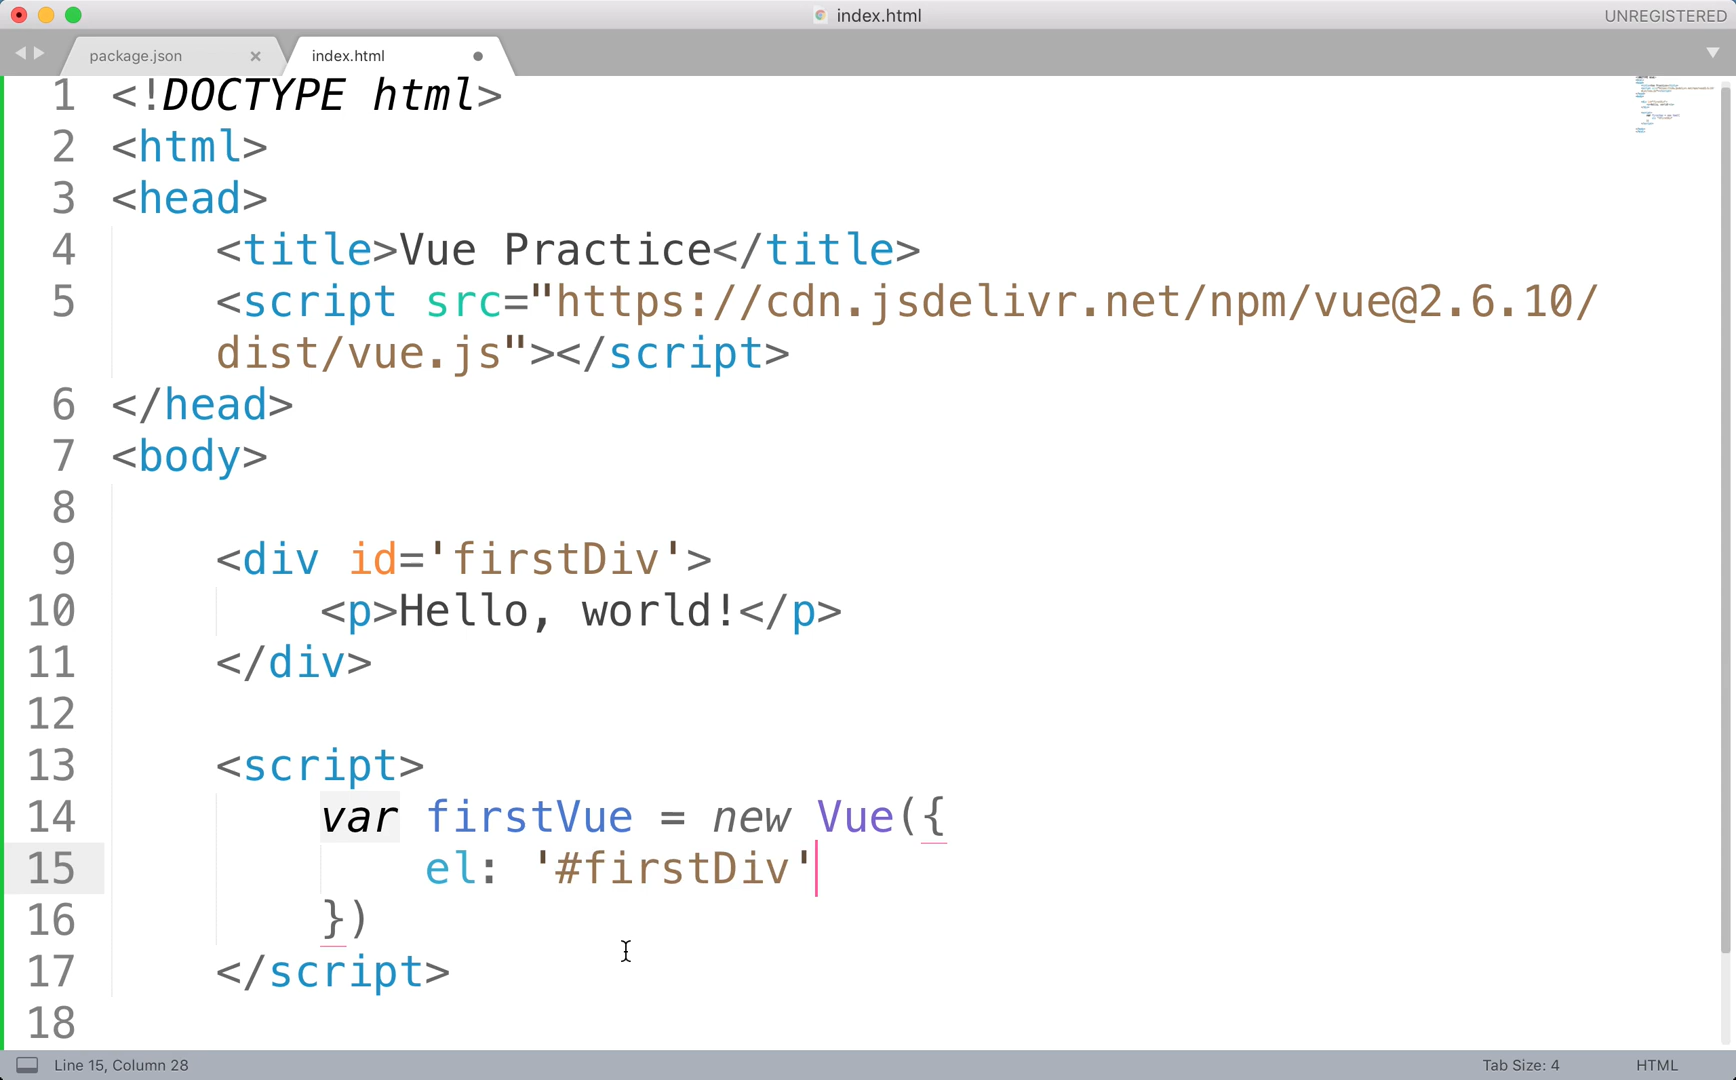 index.html
UNREGISTERED
package.json
index.html
1 <!DOCTYPE html>
2 <html>
3 <head>
4 <title>Vue Practice</title>
5 <script src="https://cdn.jsdelivr.net/npm/vue@2.6.10/
dist/vue.js"></script>
6 </head>
7 <body>
8
9 <div id='firstDiv'>
10 <p>Hello, world!</p>
11 </div>
12
13 <script>
14 var firstVue = new Vue({
15 el: '#firstDiv'
16 })
17 </script>
18
Line 15, Column 28
Tab Size: 4
HTML